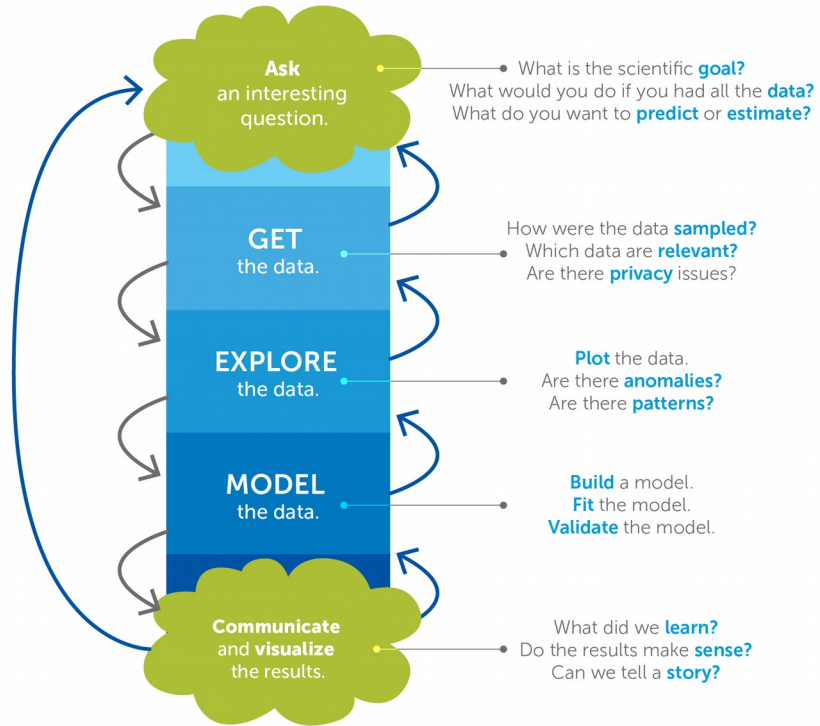 Ask
an interesting
question.
What is the scientific goal?
What would you do if you had all the data?
What do you want to predict or estimate?
GET
the data.
How were the data sampled?
Which data are relevant?
Are there privacy issues?
EXPLORE
the data.
Plot the data.
Are there anomalies?
Are there patterns?
MODEL
the data.
Build a model.
Fit the model.
Validate the model.
Communicate
and visualize
the results.
What did we learn?
Do the results make sense?
Can we tell a story?